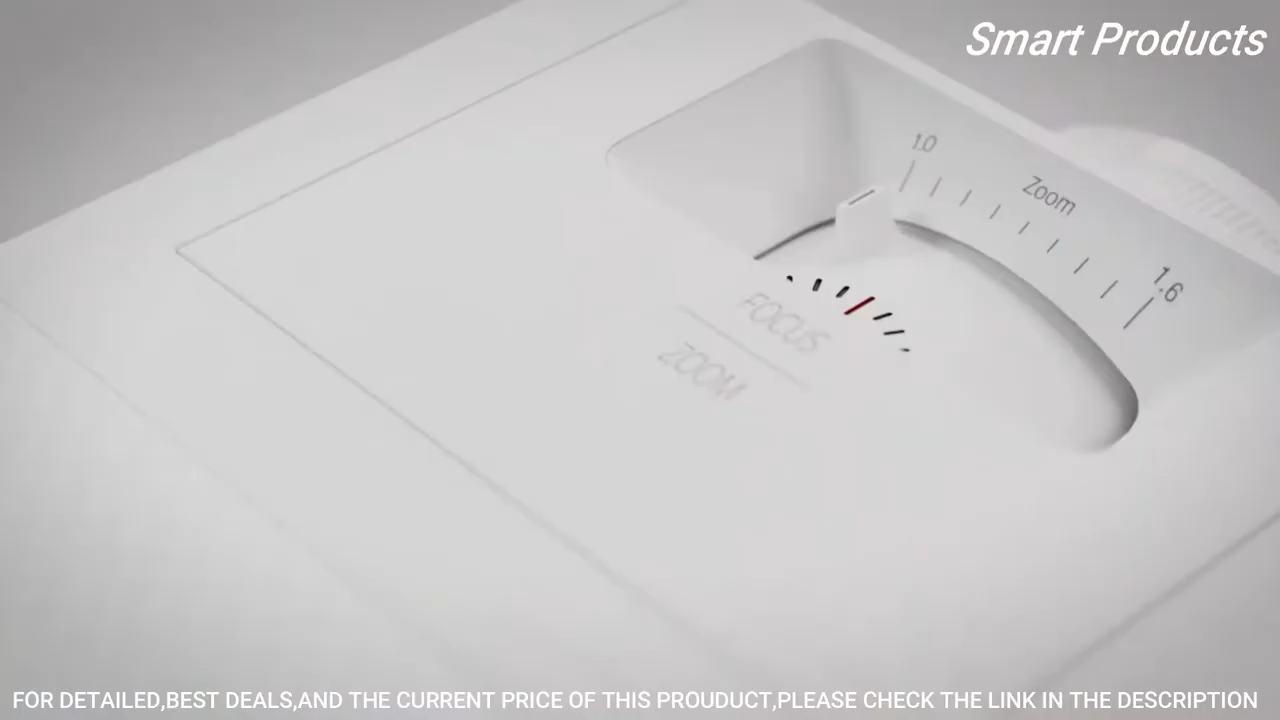 Smart Products
1.0
Zoom
1.6
FOCUS
ZOOM
FOR DETAILED,BEST DEALS,AND THE CURRENT PRICE OF THIS PROUDUCT,PLEASE CHECK THE LINK IN THE DESCRIPTION